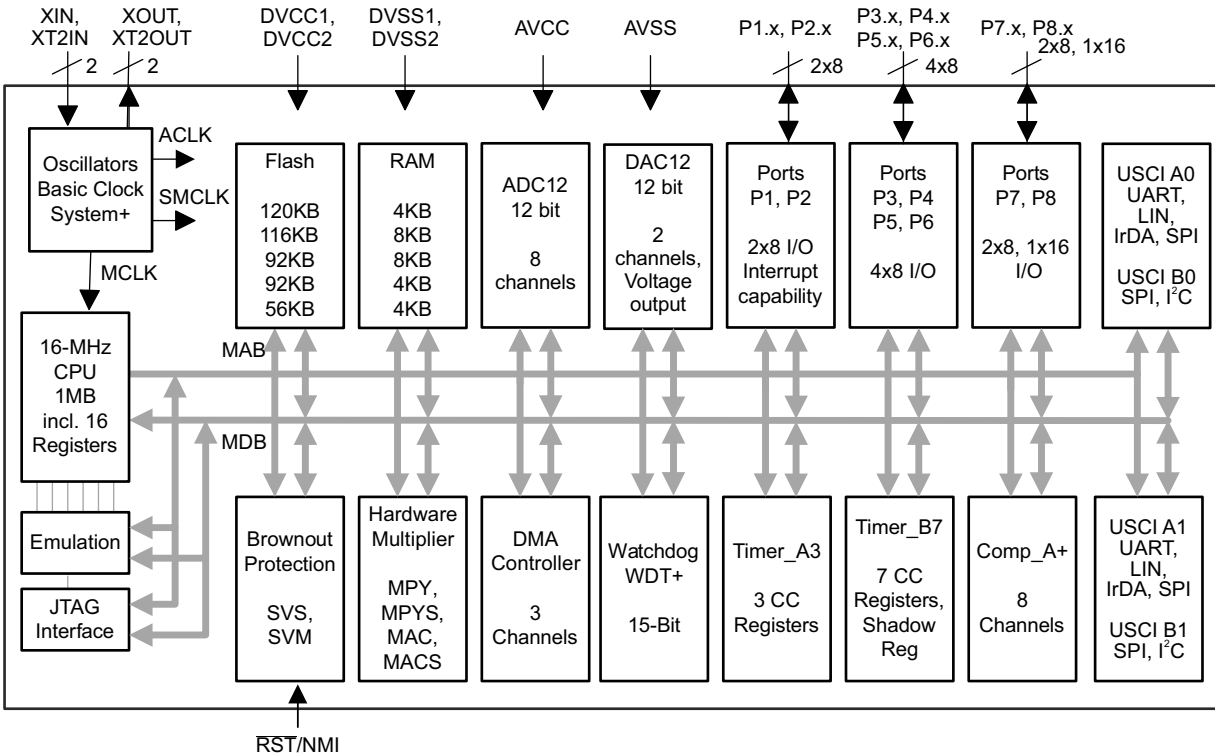 XIN,
XT2IN
XOUT,
XT2OUT
DVCC1,
DVCC2
DVSS1,
DVSS2
AVCC
AVSS
P1.x, P2.x
P3.x, P4.x
P5.x, P6.x
P7.x, P8.x
2
2
2x8
4x8
2x8, 1x16
Oscillators
Basic Clock
System+
ACLK
SMCLK
MCLK
Flash
120KB
116KB
92KB
92KB
56KB
RAM
4KB
8KB
8KB
4KB
4KB
ADC12
12 bit
8
channels
DAC12
12 bit
2
channels,
Voltage
output
Ports
P1, P2
2x8 I/O
Interrupt
capability
Ports
P3, P4
P5, P6
4x8 I/O
Ports
P7, P8
2x8, 1x16
I/O
USCI A0
UART,
LIN,
IrDA, SPI
USCI B0
SPI, I²C
16-MHz
CPU
1MB
incl. 16
Registers
MAB
MDB
Emulation
JTAG
Interface
Brownout
Protection
SVS,
SVM
Hardware
Multiplier
MPY,
MPYS,
MAC,
MACS
DMA
Controller
3
Channels
Watchdog
WDT+
15-Bit
Timer_A3
3 CC
Registers
Timer_B7
7 CC
Registers,
Shadow
Reg
Comp_A+
8
Channels
USCI A1
UART,
LIN,
IrDA, SPI
USCI B1
SPI, I²C
RST/NMI